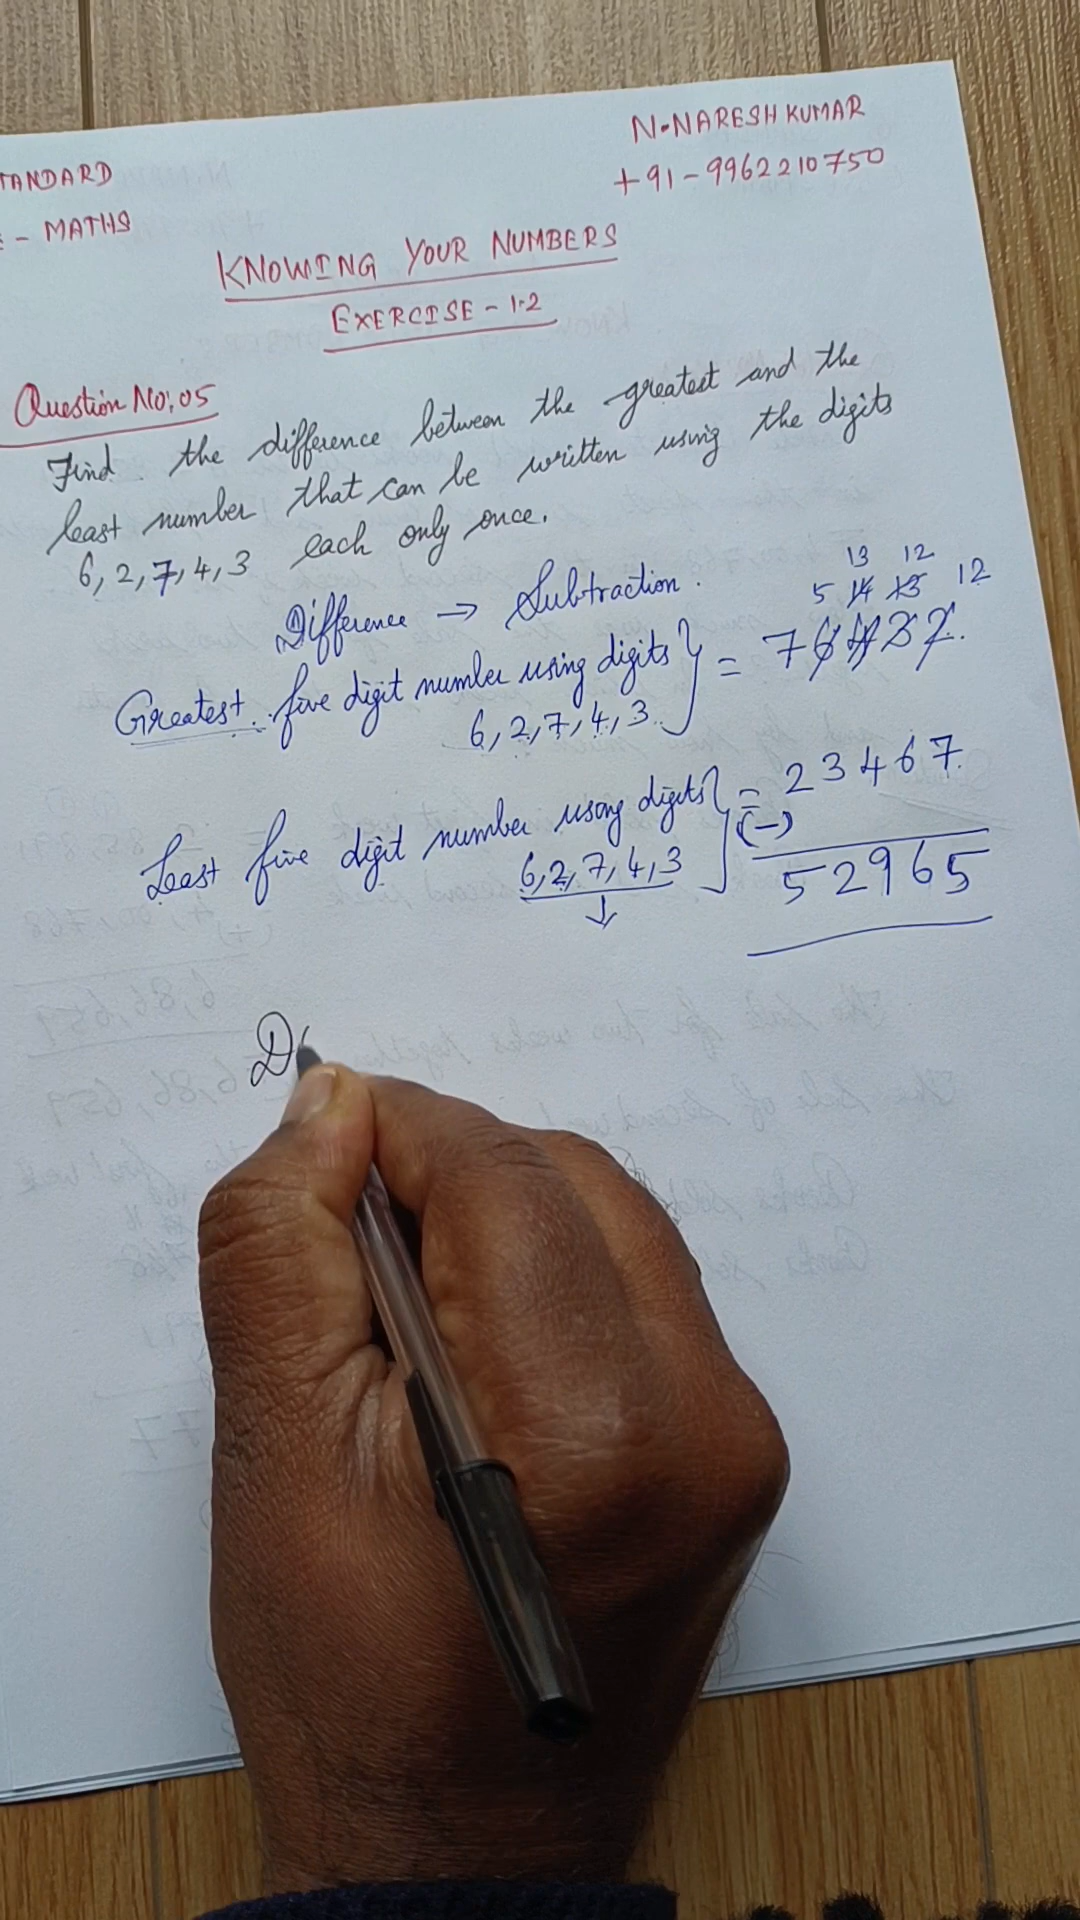 TANDARD
N. NARESH KUMAR
- MATHS
+91-9962210750
KNOWING YOUR NUMBERS
EXERCISE - 1.2
Question No: 05
Find the difference between the greatest and the
least number that can be written using the digits
6, 2, 7, 4, 3 each only once.
13 12
5 14 13 12
Difference → Subtraction.
Greatest five digit number using digits } = 76432.
6, 2, 7, 4, 3.
Least five digit number using digits } = 23467
6, 2, 7, 4, 3 (-)
↓
52965
D